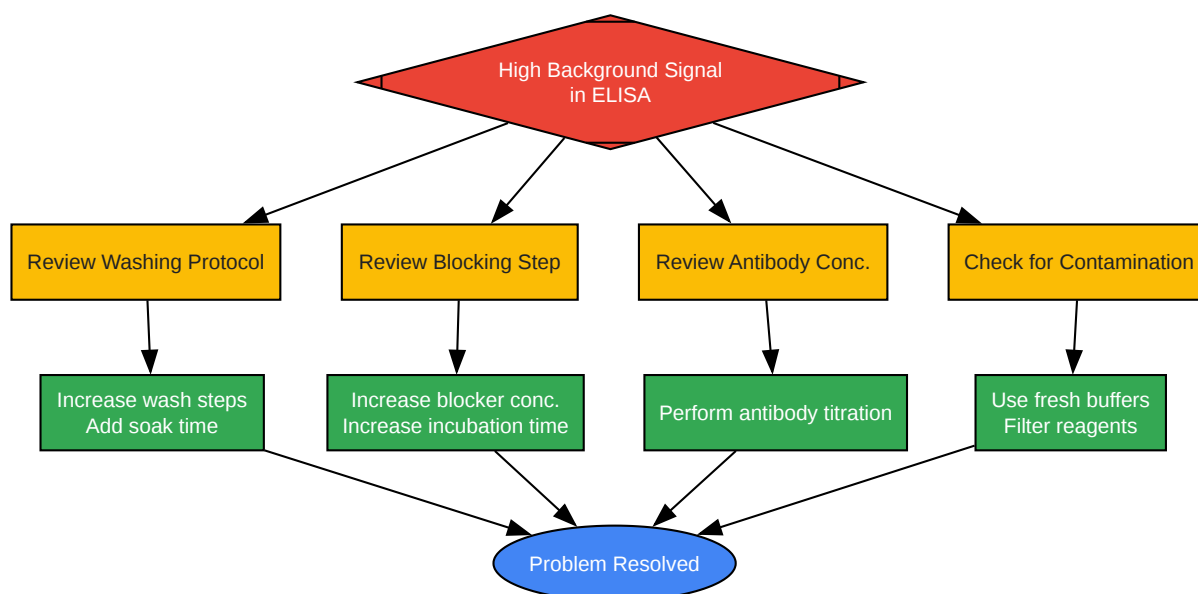 High Background Signal
in ELISA
Review Washing Protocol
Review Blocking Step
Review Antibody Conc.
Check for Contamination
Increase wash steps
Add soak time
Increase blocker conc.
Increase incubation time
Perform antibody titration
Use fresh buffers
Filter reagents
Problem Resolved